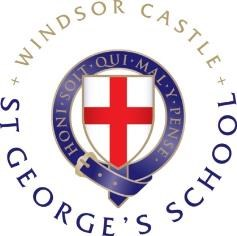 + WINDSOR CASTLE +
ST GEORGE'S SCHOOL
HONI · SOIT · QUI · MAL · Y · PENSE ·